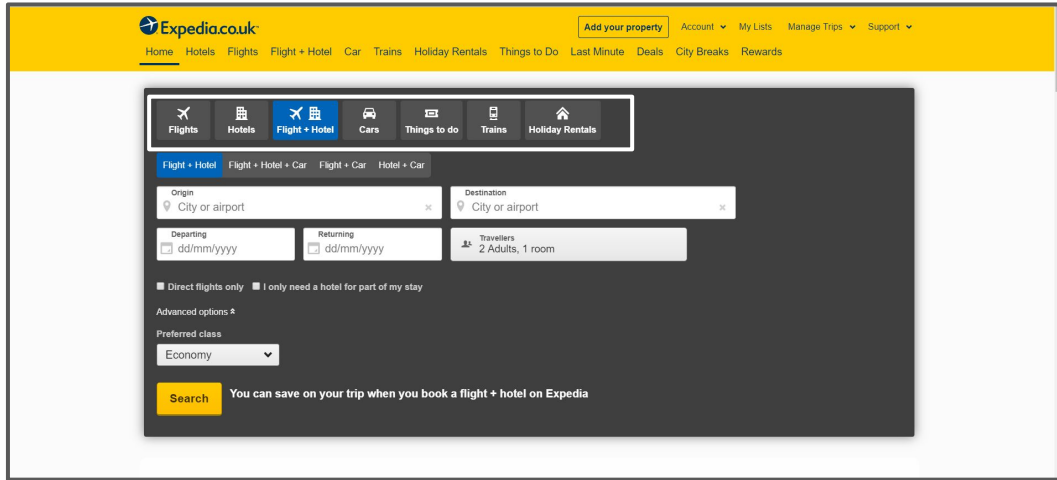 Expedia.co.uk
Add your property Account My Lists Manage Trips Support
Home Hotels Flights Flight + Hotel Car Trains Holiday Rentals Things to Do Last Minute Deals City Breaks Rewards
Flights Hotels Flight + Hotel Cars Things to do Trains Holiday Rentals
Flight + Hotel Flight + Hotel + Car Flight + Car Hotel + Car
Origin Destination
City or airport City or airport
Departing Returning Travellers
dd/mm/yyyy dd/mm/yyyy 2 Adults, 1 room
Direct flights only I only need a hotel for part of my stay
Advanced options
Preferred class
Economy
Search You can save on your trip when you book a flight + hotel on Expedia